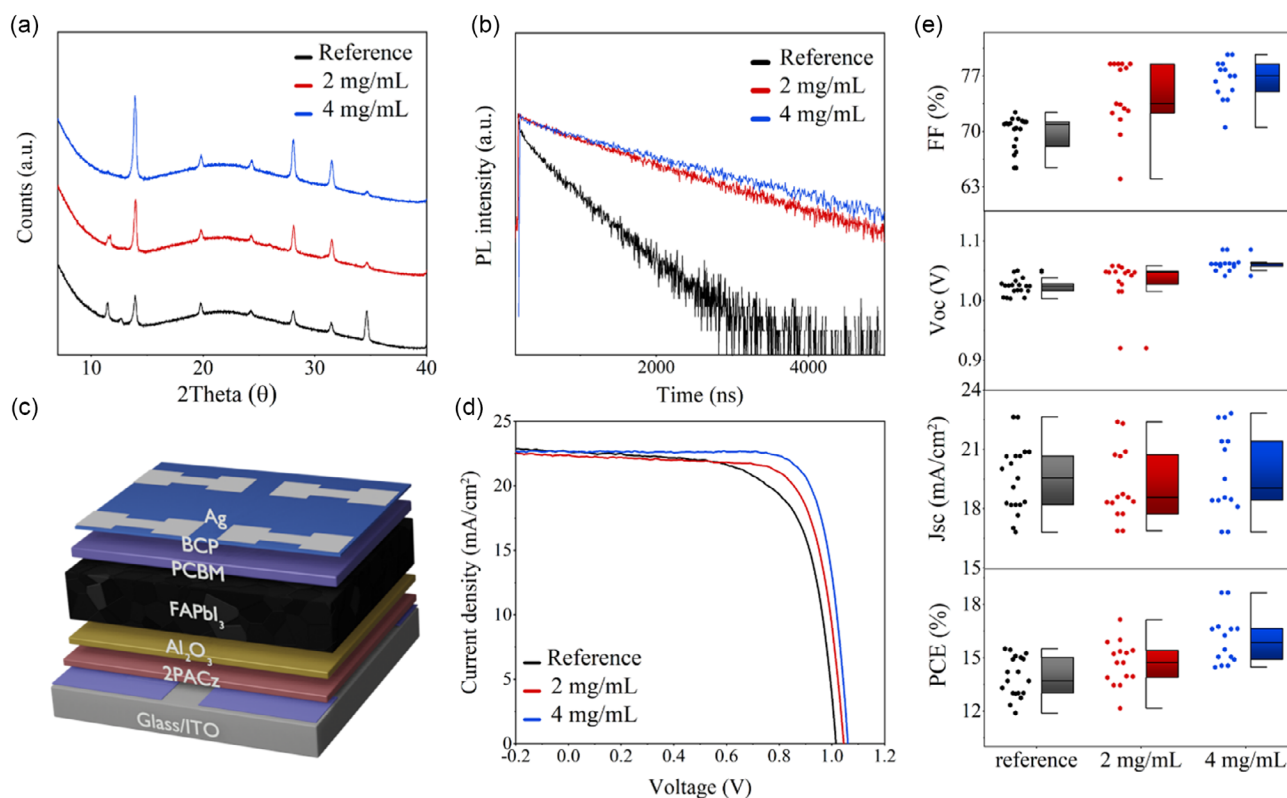 (a)
Reference
2 mg/mL
4 mg/mL
Counts (a.u.)
10
20
30
40
2Theta (θ)
(b)
Reference
2 mg/mL
4 mg/mL
PL intensity (a.u.)
2000
4000
Time (ns)
(c)
Ag
BCP
PCBM
FAPbI₃
Al₂O₃
2PACz
Glass/ITO
(d)
25
20
15
10
5
0
Current density (mA/cm²)
Reference
2 mg/mL
4 mg/mL
-0.2
0.0
0.2
0.4
0.6
0.8
1.0
1.2
Voltage (V)
(e)
FF (%)
77
70
63
Voc (V)
1.1
1.0
0.9
Jsc (mA/cm²)
24
21
18
15
PCE (%)
18
15
12
reference
2 mg/mL
4 mg/mL